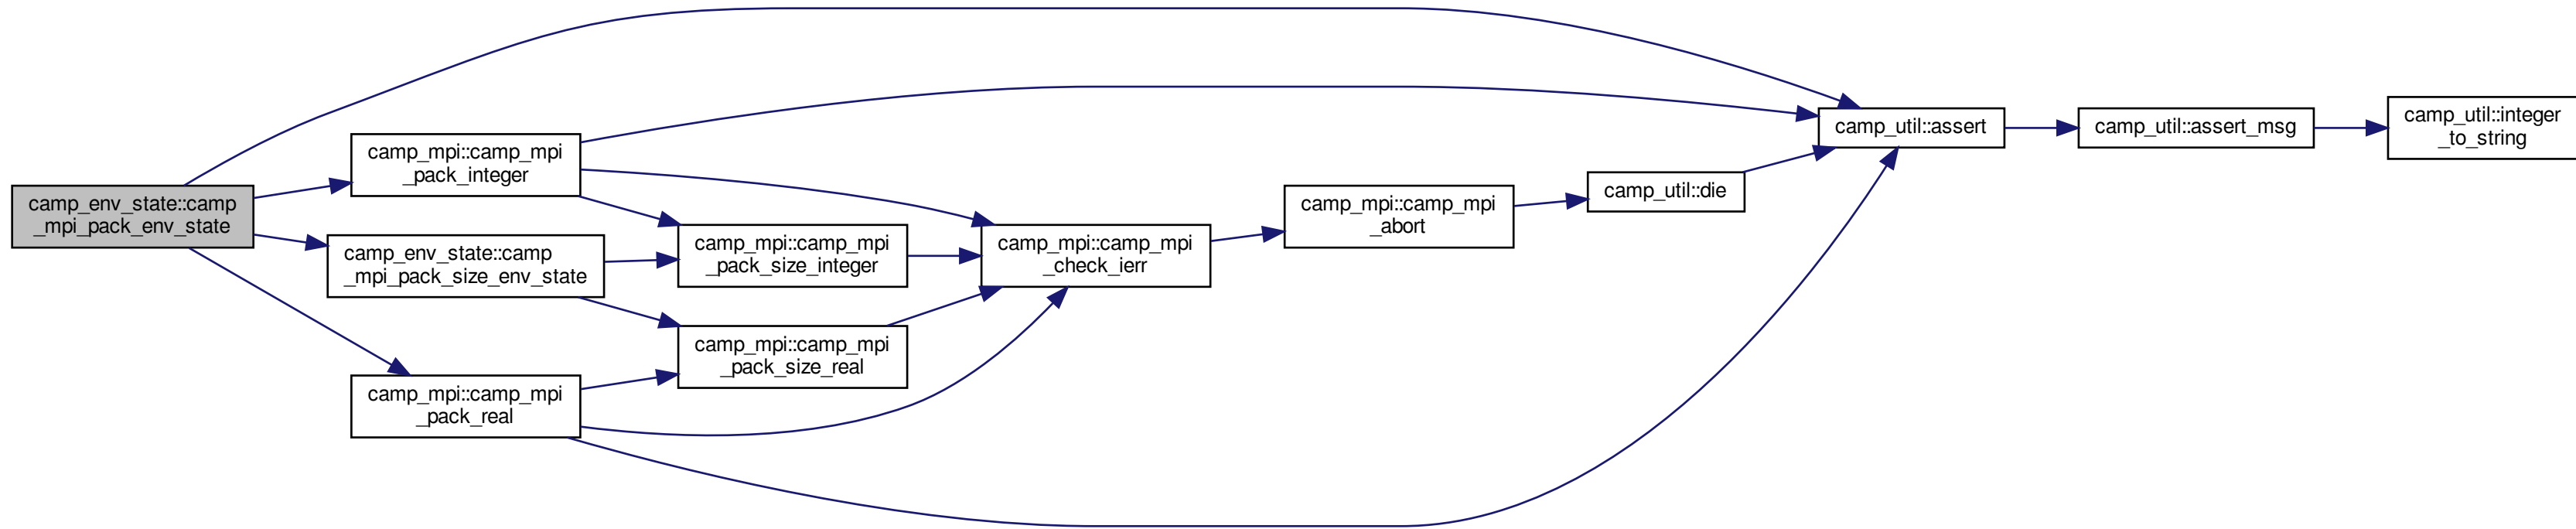 camp_env_state::camp
_mpi_pack_env_state
camp_mpi::camp_mpi
_pack_integer
camp_env_state::camp
_mpi_pack_size_env_state
camp_mpi::camp_mpi
_pack_real
camp_mpi::camp_mpi
_pack_size_integer
camp_mpi::camp_mpi
_pack_size_real
camp_mpi::camp_mpi
_check_ierr
camp_mpi::camp_mpi
_abort
camp_util::die
camp_util::assert
camp_util::assert_msg
camp_util::integer
_to_string